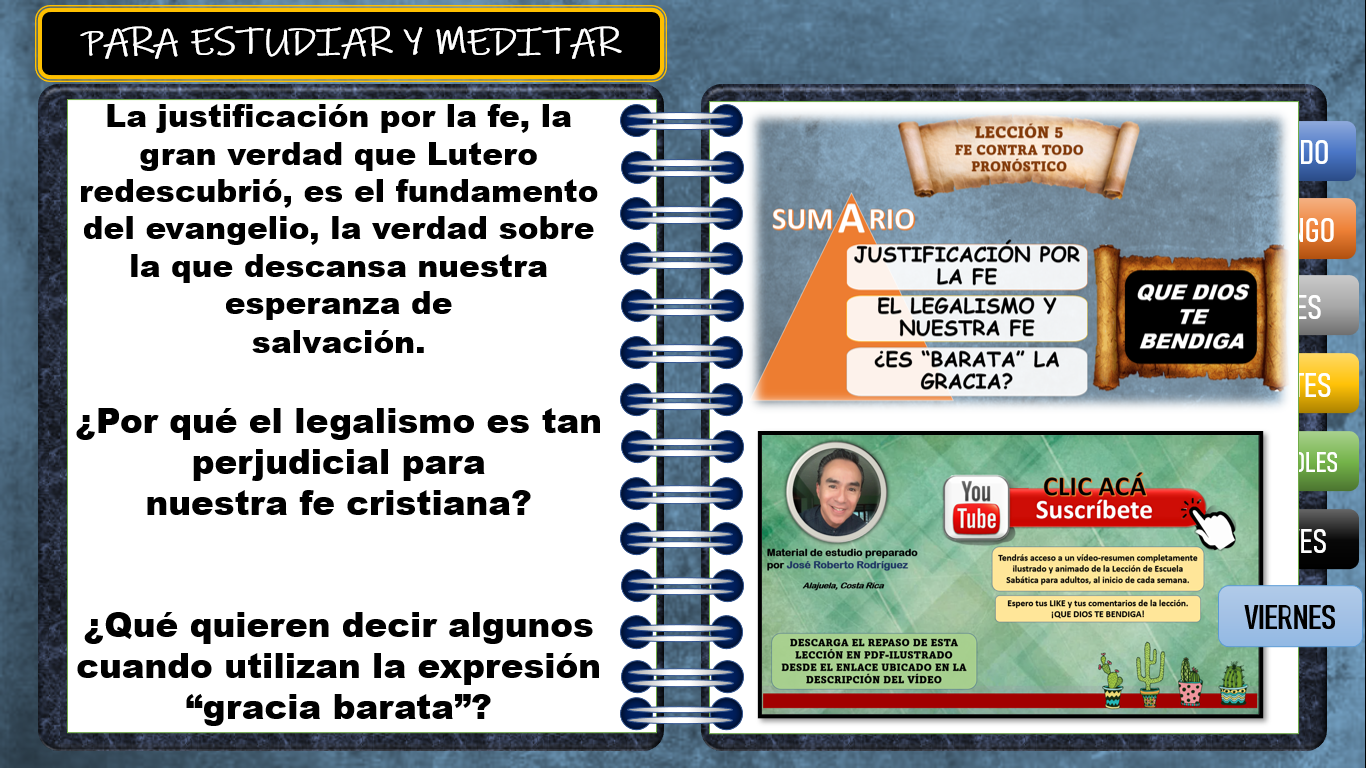 PARA ESTUDIAR Y MEDITAR
La justificación por la fe, la
gran verdad que Lutero
redescubrió, es el fundamento
del evangelio, la verdad sobre
la que descansa nuestra
esperanza de
salvación.
¿Por qué el legalismo es tan
perjudicial para
nuestra fe cristiana?
¿Qué quieren decir algunos
cuando utilizan la expresión
“gracia barata”?
LECCIÓN 5
FE CONTRA TODO
PRONÓSTICO
SUMARIO
JUSTIFICACIÓN POR
LA FE
EL LEGALISMO Y
NUESTRA FE
¿ES “BARATA” LA
GRACIA?
QUE DIOS
TE
BENDIGA
Material de estudio preparado
por José Roberto Rodríguez
Alajuela, Costa Rica
You
Tube
CLIC ACÁ
Suscríbete
Tendrás acceso a un vídeo-resumen completamente
ilustrado y animado de la Lección de Escuela
Sabática para adultos, al inicio de cada semana.
Espero tus LIKE y tus comentarios de la lección.
¡QUE DIOS TE BENDIGA!
DESCARGA EL REPASO DE ESTA
LECCIÓN EN PDF-ILUSTRADO
DESDE EL ENLACE UBICADO EN LA
DESCRIPCIÓN DEL VÍDEO
DO
NGO
ES
TES
OLES
ES
VIERNES